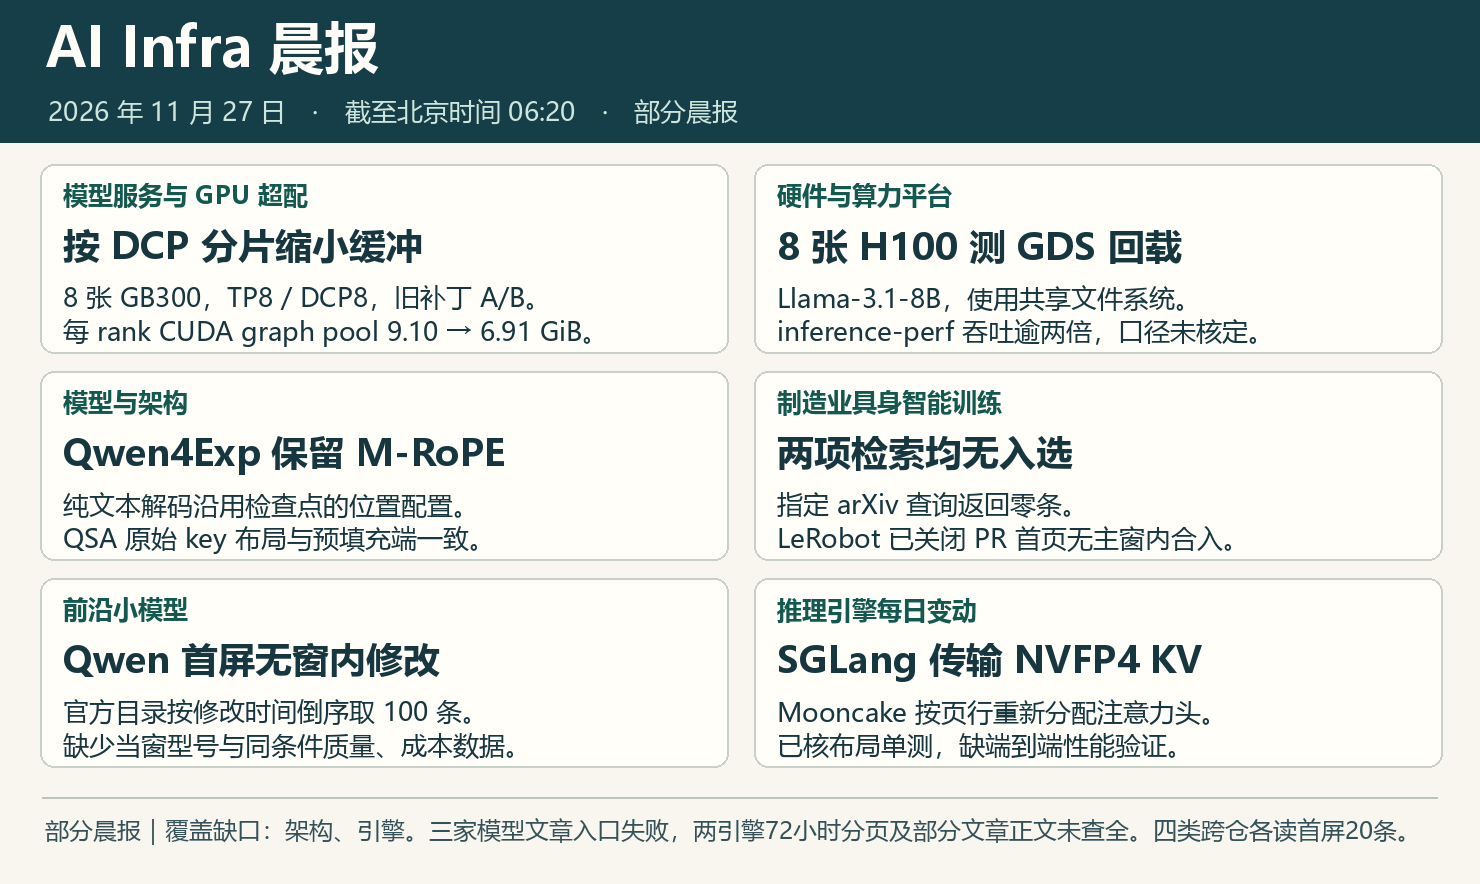 AI Infra 晨报
2026 年 11 月 27 日 · 截至北京时间 06:20 · 部分晨报
模型服务与 GPU 超配
按 DCP 分片缩小缓冲
8 张 GB300，TP8 / DCP8，旧补丁 A/B。
每 rank CUDA graph pool 9.10 → 6.91 GiB。
硬件与算力平台
8 张 H100 测 GDS 回载
Llama-3.1-8B，使用共享文件系统。
inference-perf 吞吐逾两倍，口径未核定。
模型与架构
Qwen4Exp 保留 M-RoPE
纯文本解码沿用检查点的位置配置。
QSA 原始 key 布局与预填充端一致。
制造业具身智能训练
两项检索均无入选
指定 arXiv 查询返回零条。
LeRobot 已关闭 PR 首页无主窗内合入。
前沿小模型
Qwen 首屏无窗内修改
官方目录按修改时间倒序取 100 条。
缺少当窗型号与同条件质量、成本数据。
推理引擎每日变动
SGLang 传输 NVFP4 KV
Mooncake 按页行重新分配注意力头。
已核布局单测，缺端到端性能验证。
部分晨报｜覆盖缺口：架构、引擎。三家模型文章入口失败，两引擎72小时分页及部分文章正文未查全。四类跨仓各读首屏20条。